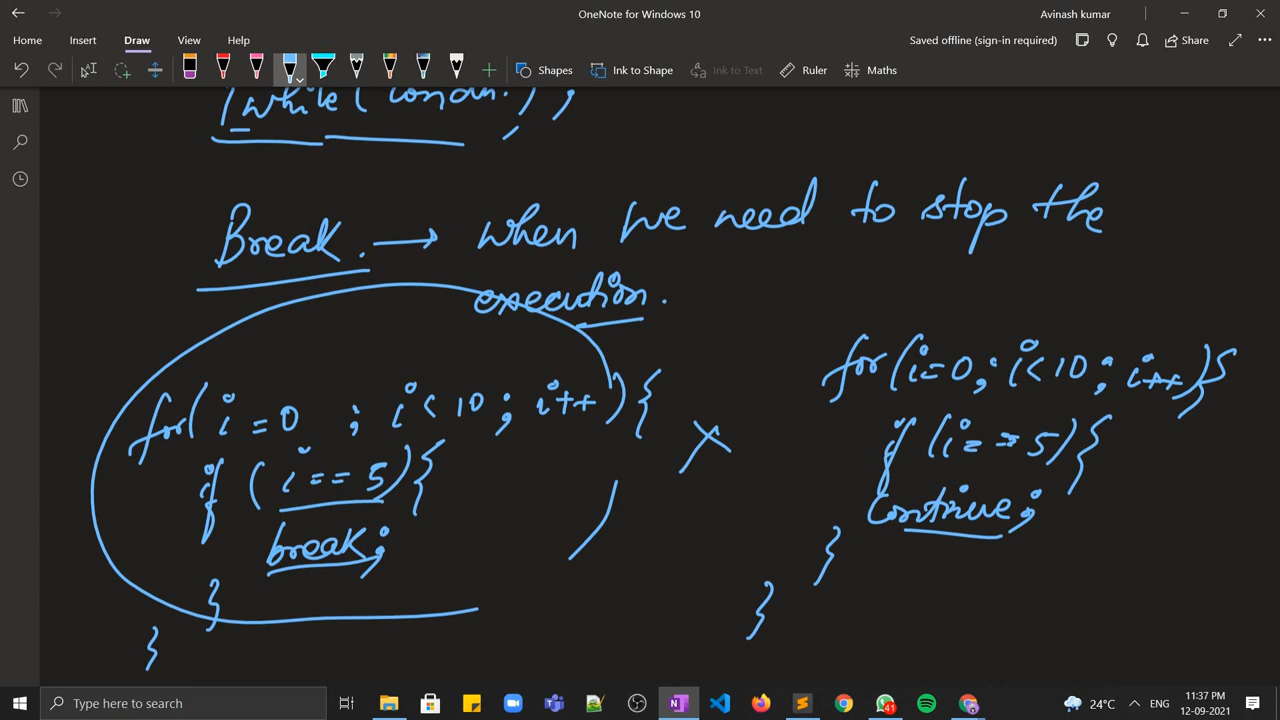 OneNote for Windows 10
Avinash kumar
Home
Insert
Draw
View
Help
Saved offline (sign-in required)
Share
Shapes
Ink to Shape
Ink to Text
Ruler
Maths
while(
Break. → when we need to stop the
execution.
for( i = 0 ; i < 10 ; i++ ){
if ( i == 5){
break;
}
}
for(i=0; i<10; i++){
if (i==5){
continue;
}
}
Type here to search
41
24°C
ENG
11:37 PM
12-09-2021